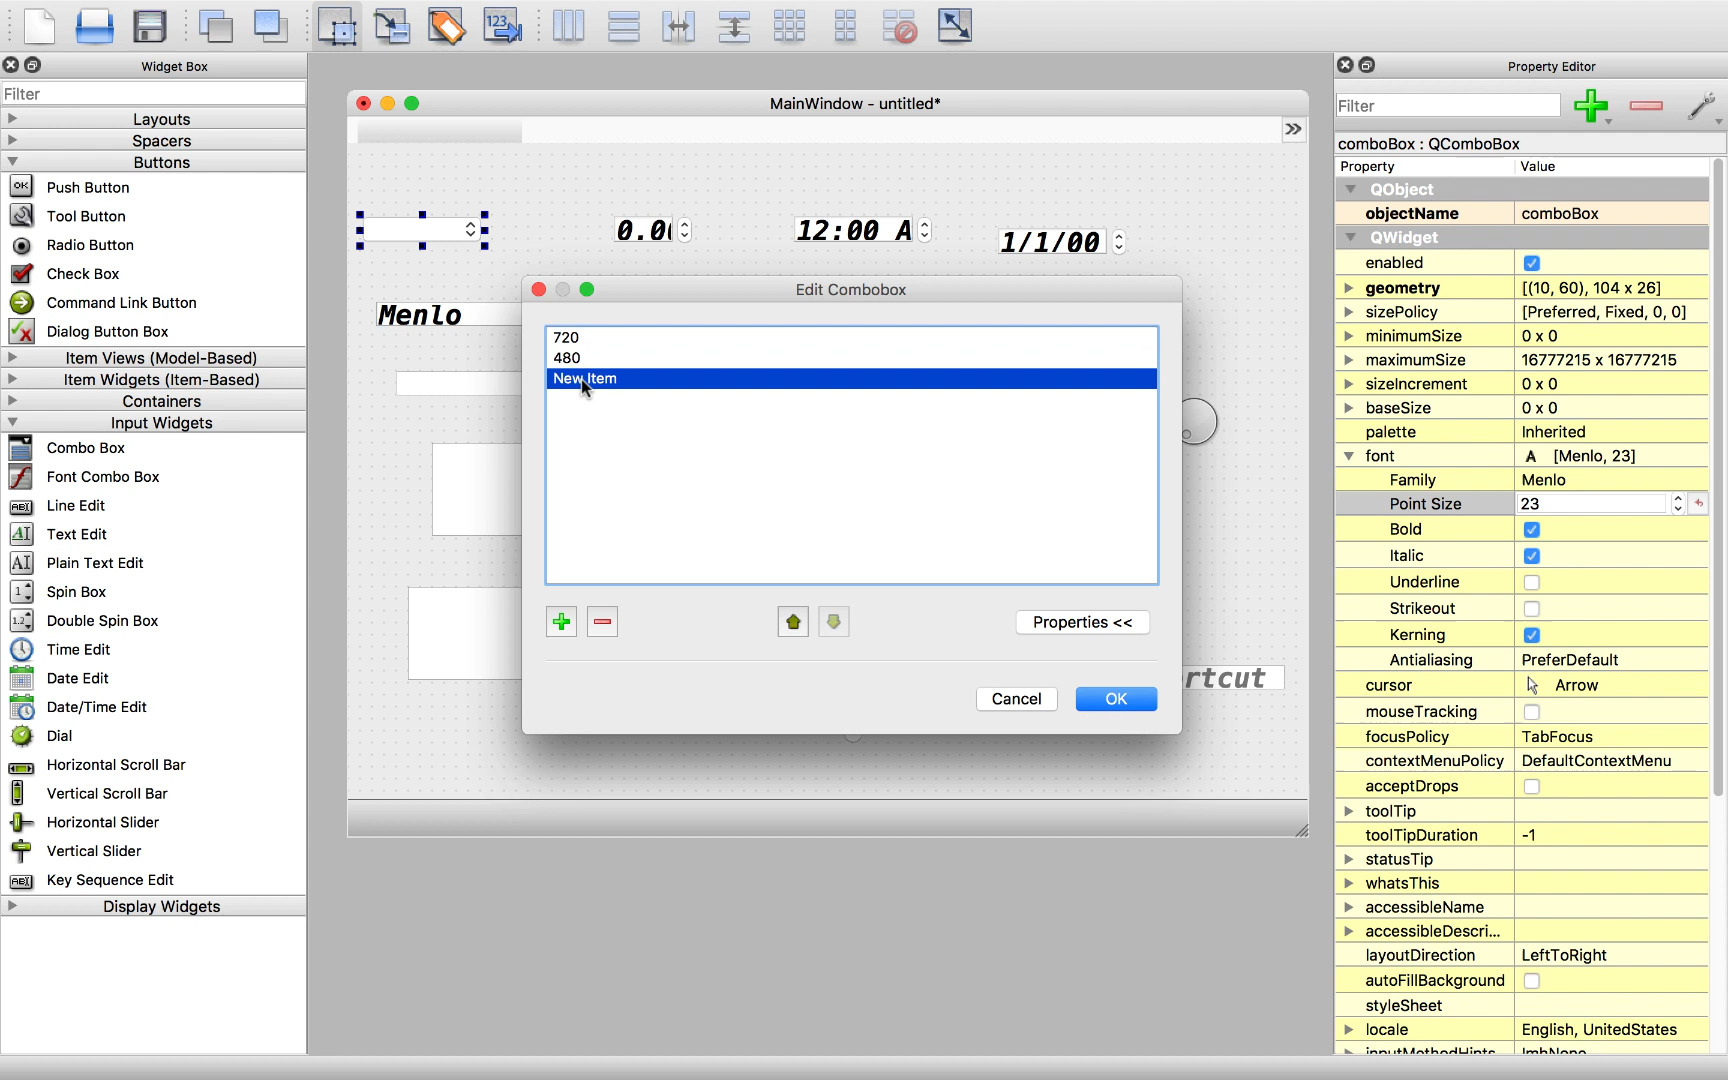 Widget Box
Filter
Layouts
Spacers
Buttons
Push Button
Tool Button
Radio Button
Check Box
Command Link Button
Dialog Button Box
Item Views (Model-Based)
Item Widgets (Item-Based)
Containers
Input Widgets
Combo Box
Font Combo Box
Line Edit
Text Edit
Plain Text Edit
Spin Box
Double Spin Box
Time Edit
Date Edit
Date/Time Edit
Dial
Horizontal Scroll Bar
Vertical Scroll Bar
Horizontal Slider
Vertical Slider
Key Sequence Edit
Display Widgets
MainWindow - untitled*
12:00 A
1/1/00
Menlo
Edit Combobox
720
480
New Item
Properties <<
Cancel
OK
rtcut
Property Editor
Filter
comboBox : QComboBox
Property Value
QObject
objectName comboBox
QWidget
enabled
geometry [(10, 60), 104 x 26]
sizePolicy [Preferred, Fixed, 0, 0]
minimumSize 0 x 0
maximumSize 16777215 x 16777215
sizeIncrement 0 x 0
baseSize 0 x 0
palette Inherited
font A [Menlo, 23]
Family Menlo
Point Size 23
Bold
Italic
Underline
Strikeout
Kerning
Antialiasing PreferDefault
cursor Arrow
mouseTracking
focusPolicy TabFocus
contextMenuPolicy DefaultContextMenu
acceptDrops
toolTip
toolTipDuration -1
statusTip
whatsThis
accessibleName
accessibleDescri...
layoutDirection LeftToRight
autoFillBackground
styleSheet
locale English, UnitedStates